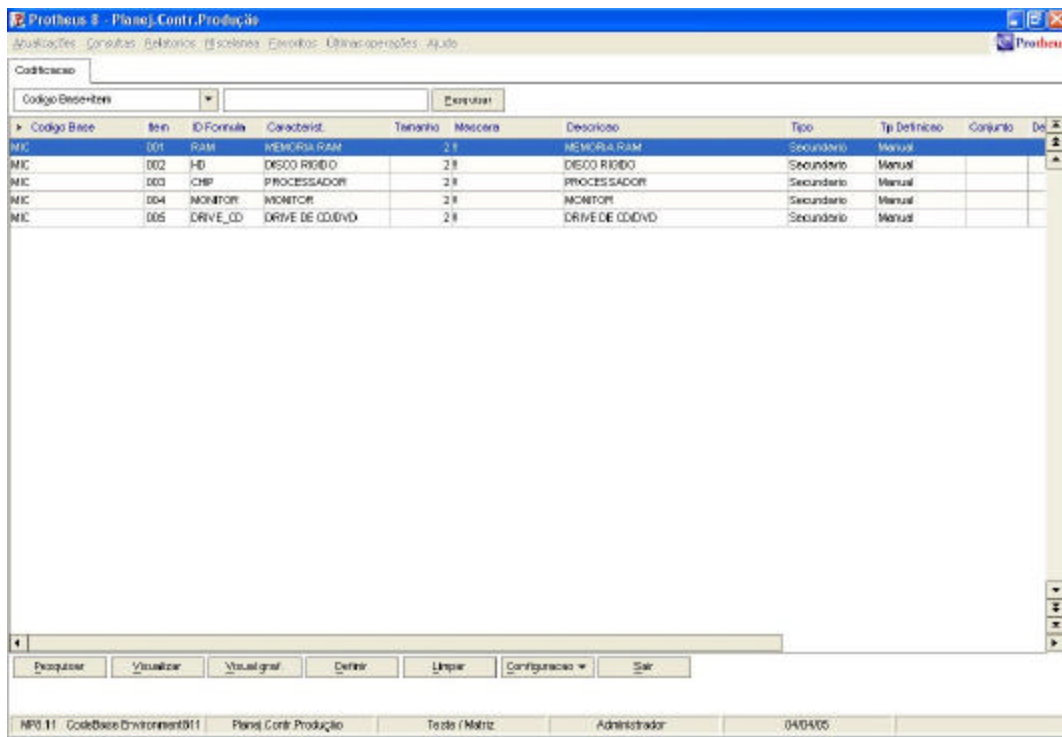 Protheus 8 - Planej.Contr.Produção
Atualizações Consultas Relatorios Miscelanea Favoritos Últimas operações Ajuda
Protheus
Codificacao
Codigo Base+Item Pesquisar
Codigo Base Item ID Formula Caracterist. Tamanho Mascara Descricao Tipo Tp Definicao Conjunto De
MIC 001 RAM MEMORIA RAM 2 MEMORIA RAM Secundario Manual
MIC 002 HD DISCO RIGIDO 2 DISCO RIGIDO Secundario Manual
MIC 003 CHIP PROCESSADOR 2 PROCESSADOR Secundario Manual
MIC 004 MONITOR MONITOR 2 MONITOR Secundario Manual
MIC 005 DRIVE_CD DRIVE DE CD/DVD 2 DRIVE DE CD/DVD Secundario Manual
Pesquisar Visualizar Visual graf. Definir Limpar Configuracao Sair
MP8.11 CodeBase Environment811 Planej.Contr.Produção Teste / Matriz Administrador 04/04/05